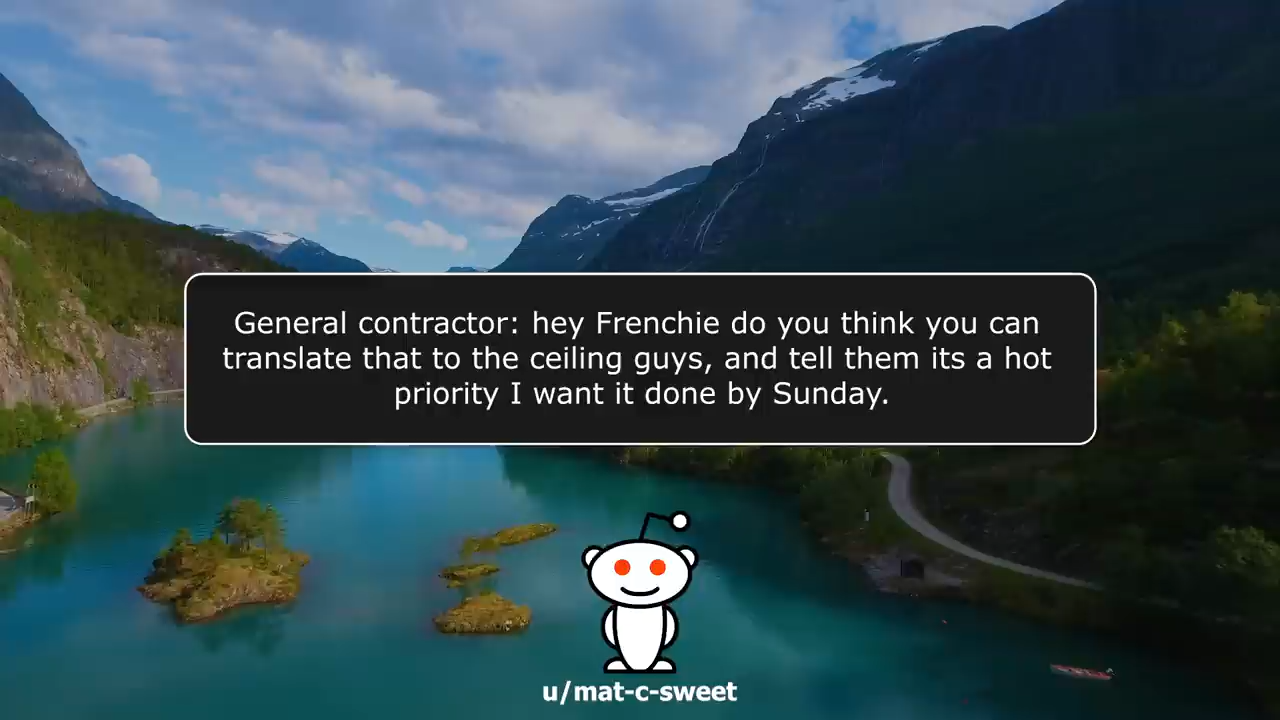 General contractor: hey Frenchie do you think you can
translate that to the ceiling guys, and tell them its a hot
priority I want it done by Sunday.
u/mat-c-sweet